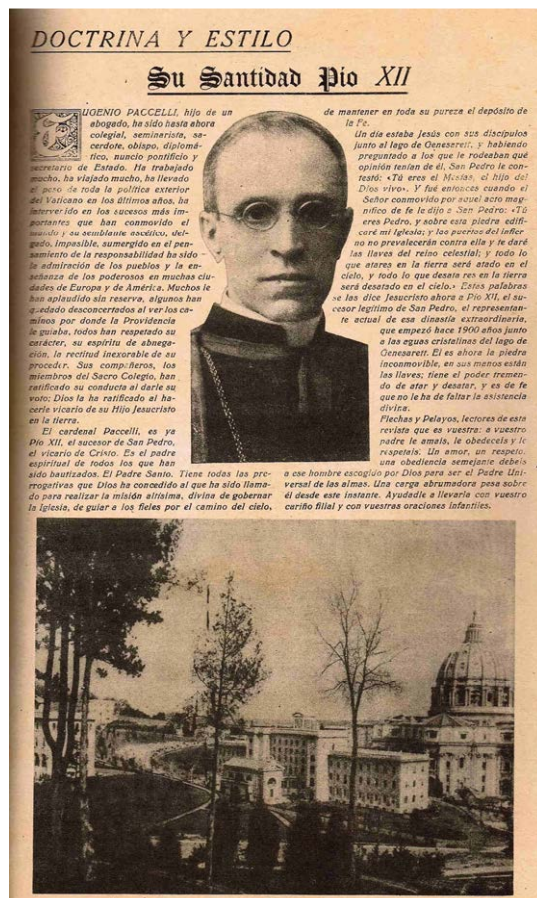 DOCTRINA Y ESTILO
Su Santidad Pio XII
EUGENIO PACCELLI, hijo de un
abogado, ha sido hasta ahora
colegial, seminarista, sa-
cerdote, obispo, diplomá-
tico, nuncio pontificio y
secretario de Estado. Ha trabajado
mucho, ha viajado mucho, ha llevado
el peso de toda la política exterior
del Vaticano en los últimos años, ha
intervenido en los sucesos más im-
portantes que han conmovido el
mundo y su semblante ascético, del-
gado, impasible, sumergido en el pen-
samiento de la responsabilidad ha sido
la admiración de los pueblos y la en-
señanza de los poderosos en muchas ciu-
dades de Europa y de América. Muchos le
han aplaudido sin reserva, algunos han
quedado desconcertados al ver los ca-
minos por donde la Providencia
le guiaba, todos han respetado su
carácter, su espíritu de abnega-
ción, la rectitud inexorable de su
proceder. Sus compañeros, los
miembros del Sacro Colegio, han
ratificado su conducta al darle su
voto; Dios la ha ratificado al ha-
cerle vicario de su Hijo Jesucristo
en la tierra.
El cardenal Paccelli, es ya
Pío XII, el sucesor de San Pedro,
el vicario de Cristo. Es el padre
espiritual de todos los que han
sido bautizados. El Padre Santo. Tiene todas las pre-
rrogativas que Dios ha concedido al que ha sido llama-
do para realizar la misión altísima, divina de gobernar
la Iglesia, de guiar a los fieles por el camino del cielo,
de mantener en toda su pureza el depósito de
la Fe.
Un día estaba Jesús con sus discípulos
junto al lago de Genesarett, y habiendo
preguntado a los que le rodeaban qué
opinión tenían de él, San Pedro le con-
testó: «Tú eres el Mesías, el hijo del
Dios vivo». Y fué entonces cuando el
Señor conmovido por aquel acto mag-
nífico de fe le dijo a San Pedro: «Tú
eres Pedro, y sobre esta piedra edifi-
caré mi Iglesia; y las puertas del infier
no no prevalecerán contra ella y te daré
las llaves del reino celestial; y todo lo
que atares en la tierra será atado en el
cielo, y todo lo que desatares en la tierra
será desatado en el cielo.» Estas palabras
se las dice Jesucristo ahora a Pío XII, el su-
cesor legítimo de San Pedro, el representan-
te actual de esa dinastía extraordinaria,
que empezó hace 1900 años junto
a las aguas cristalinas del lago de
Genesarett. Él es ahora la piedra
inconmovible, en sus manos están
las llaves; tiene el poder tremen-
do de atar y desatar, y es de fe
que no le ha de faltar la asistencia
divina.
Flechas y Pelayos, lectores de esta
revista que es vuestra: a vuestro
padre le amais, le obedeceis y le
respetais. Un amor, un respeto,
una obediencia semejante debeis
a ese hombre escogido por Dios para ser el Padre Uni-
versal de las almas. Una carga abrumadora pesa sobre
él desde este instante. Ayudadle a llevarla con vuestro
cariño filial y con vuestras oraciones infantiles.